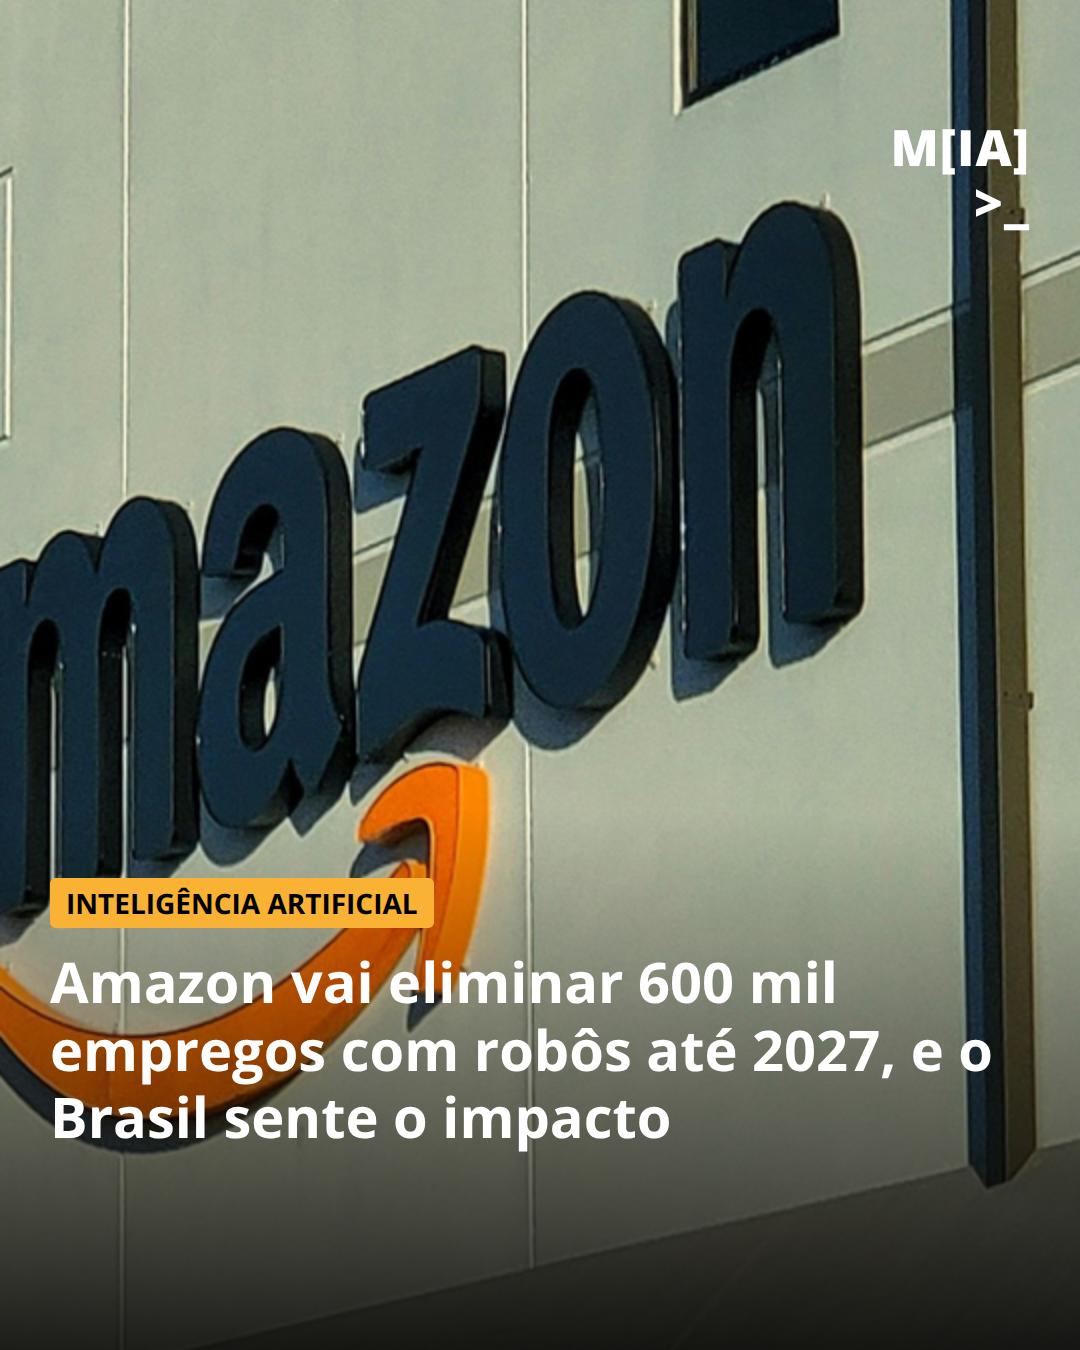 M[IA]
>_
amazon
INTELIGÊNCIA ARTIFICIAL
Amazon vai eliminar 600 mil
empregos com robôs até 2027, e o
Brasil sente o impacto